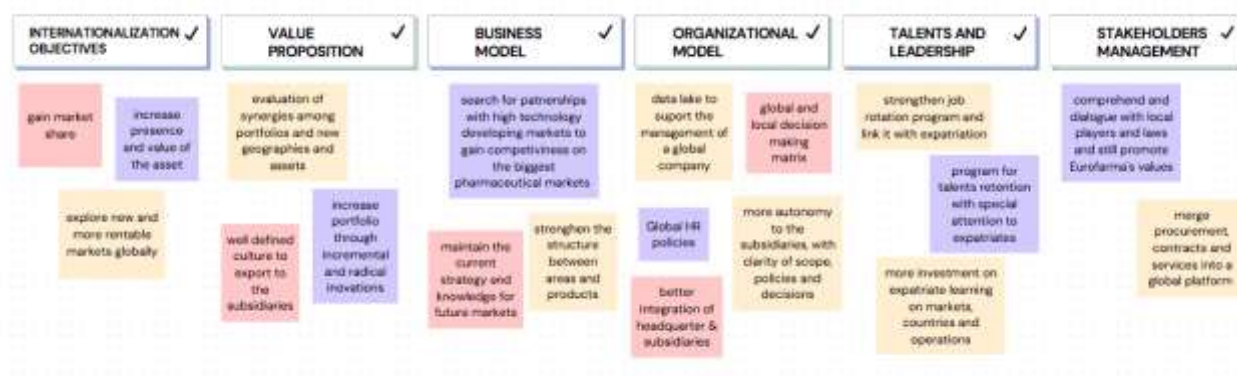 INTERNATIONALIZATION
OBJECTIVES
VALUE
PROPOSITION
BUSINESS
MODEL
ORGANIZATIONAL
MODEL
TALENTS AND
LEADERSHIP
STAKEHOLDERS
MANAGEMENT
gain market
share
increase
presence
and value of
the asset
explore new and
more rentable
markets globally
evaluation of
synergies among
portfolios and new
geographies and
assets
well defined
culture to
export to
the
subsidiaries
increase
portfolio
through
incremental
and radical
inovations
search for patnerships
with high technology
developing markets to
gain competiveness on
the biggest
pharmaceutical markets
maintain the
current
strategy and
knowledge for
future markets
strenghen the
structure
between
areas and
products
data lake to
suport the
management of
a global
company
global and
local decision
making
matrix
Global HR
policies
more autonomy
to the
subsidiaries, with
clarity of scope,
policies and
decisions
better
integration of
headquarter &
subsidiaries
strengthen job
rotation program and
link it with expatriation
program for
talents retention
with special
attention to
expatriates
more investment on
expatriate learning
on markets,
countries and
operations
comprehend and
dialogue with local
players and laws
and still promote
Eurofarma's values
merge
procurement,
contracts and
services into a
global platform